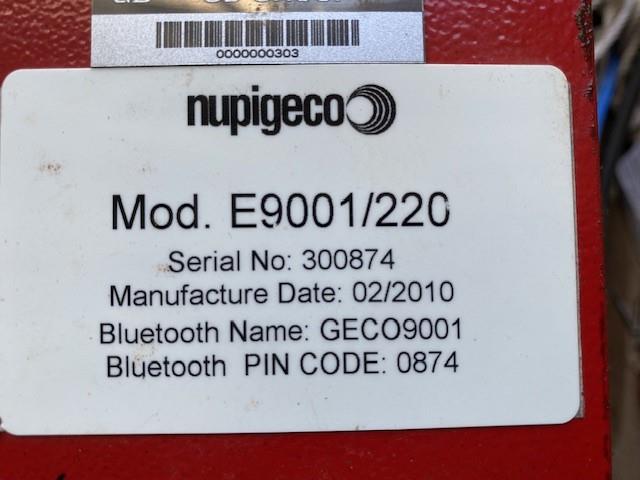 0000000303
nupigeco
Mod. E9001/220
Serial No: 300874
Manufacture Date: 02/2010
Bluetooth Name: GECO9001
Bluetooth PIN CODE: 0874